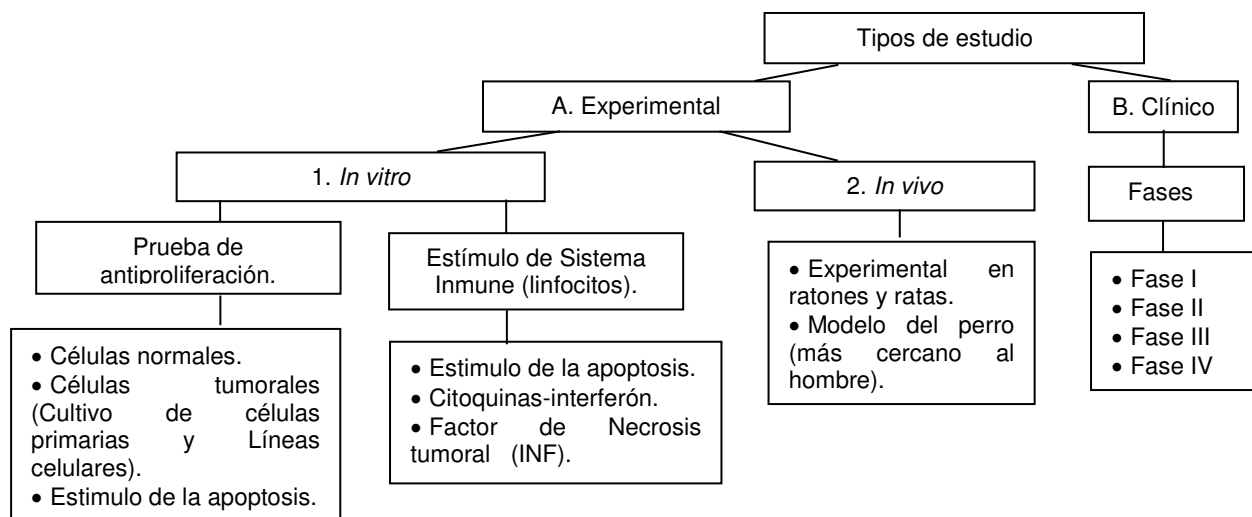 Tipos de estudio
A. Experimental
B. Clínico
1. In vitro
2. In vivo
Fases
Prueba de
antiproliferación.
Estímulo de Sistema
Inmune (linfocitos).
• Experimental en
ratones y ratas.
• Modelo del perro
(más cercano al
hombre).
• Fase I
• Fase II
• Fase III
• Fase IV
• Células normales.
• Células tumorales
(Cultivo de células
primarias y Líneas
celulares).
• Estimulo de la apoptosis.
• Estimulo de la apoptosis.
• Citoquinas-interferón.
• Factor de Necrosis
tumoral (INF).